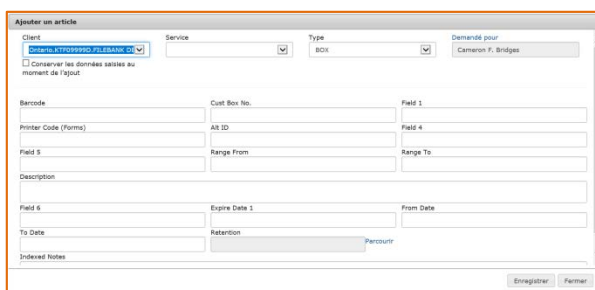 Ajouter un article
Client Service Type Demandé pour
Ontario.KTF09999D.FILEBANK BOX Cameron F. Bridges
Conserver les données saisies au
moment de l'ajout
Barcode Cust Box No. Field 1
Printer Code (Forms) Alt ID Field 4
Field 5 Range From Range To
Description
Field 6 Expire Date 1 From Date
To Date Retention
Parcourir
Indexed Notes
Enregistrer Fermer